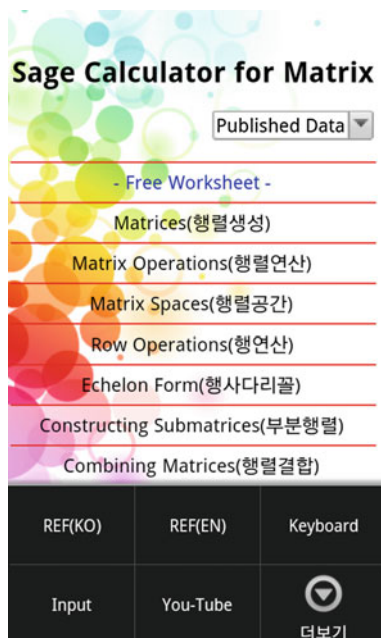 Sage Calculator for Matrix
Published Data
- Free Worksheet -
Matrices(행렬생성)
Matrix Operations(행렬연산)
Matrix Spaces(행렬공간)
Row Operations(행연산)
Echelon Form(행사다리꼴)
Constructing Submatrices(부분행렬)
Combining Matrices(행렬결합)
REF(KO) REF(EN) Keyboard
Input You-Tube 더보기